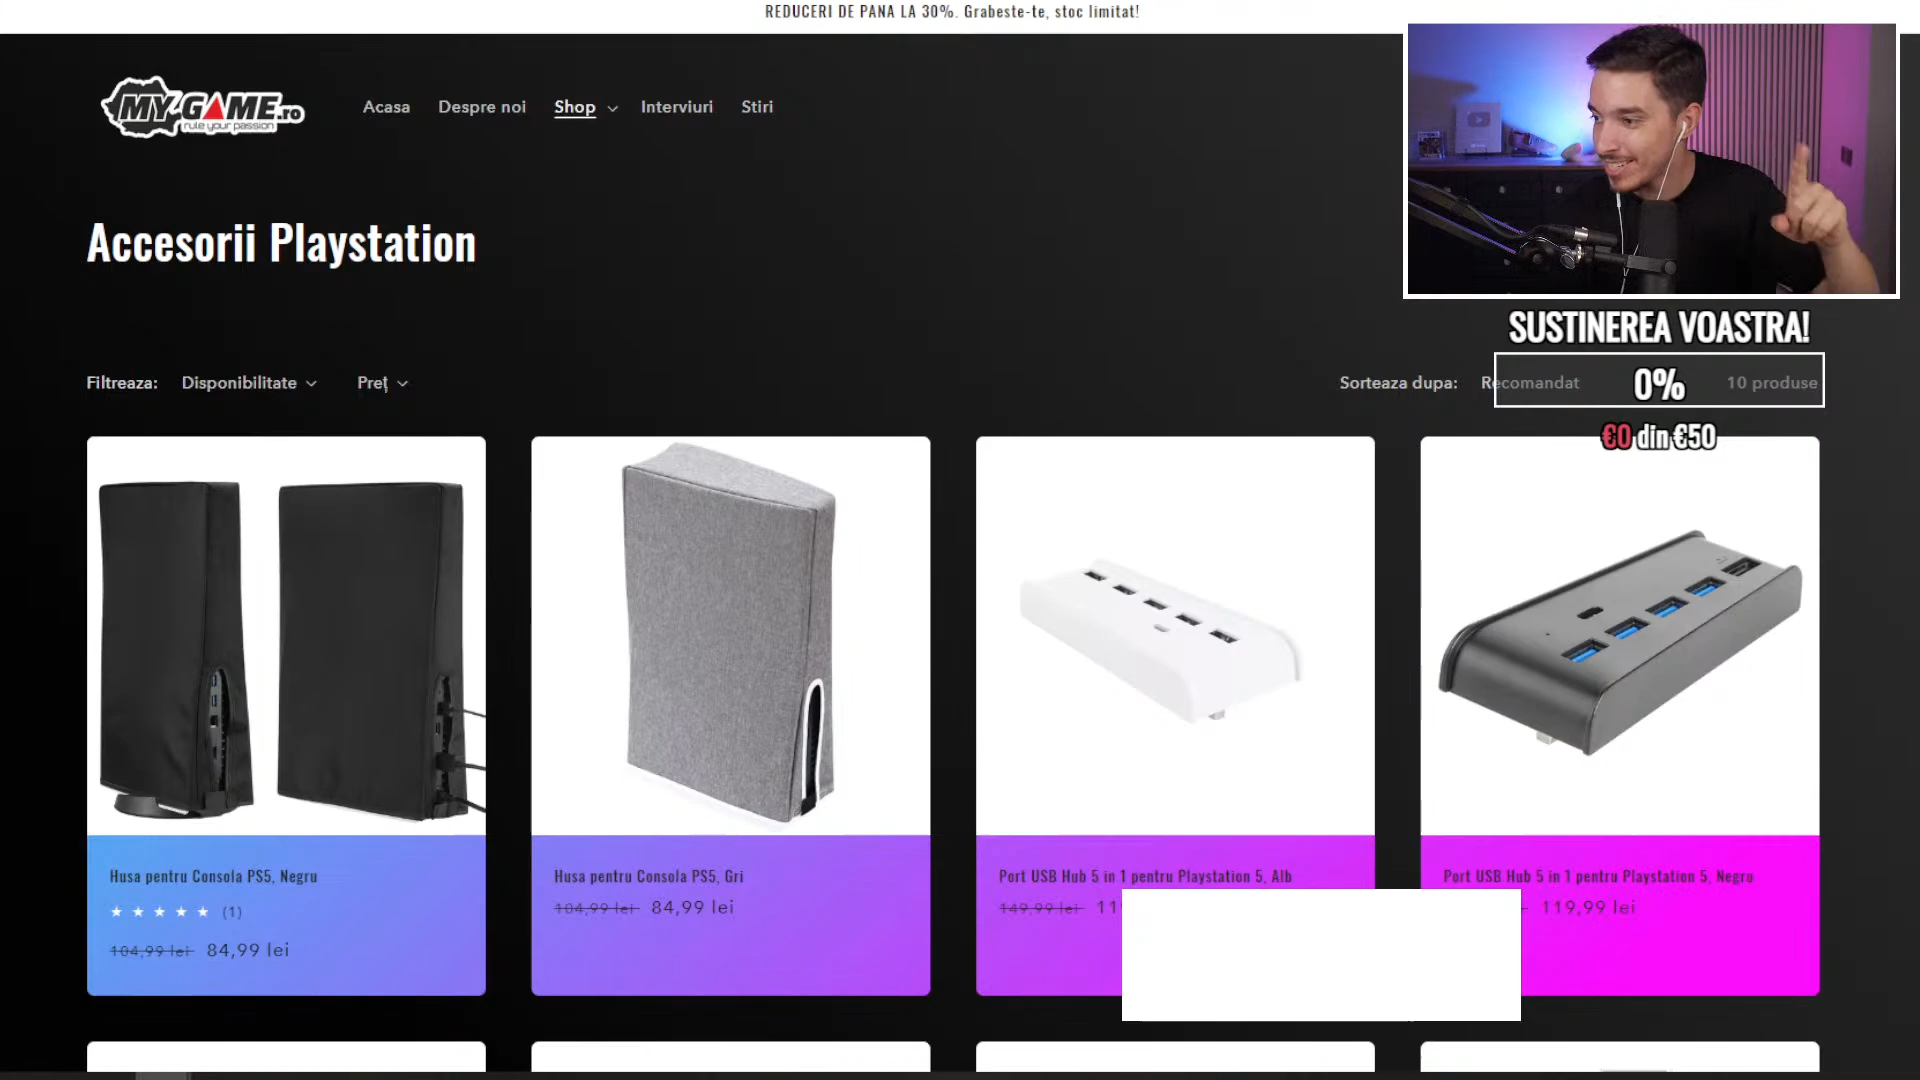 REDUCERI DE PANA LA 30%. Grabeste-te, stoc limitat!
MY-GAME.ro
rule your passion
Acasa Despre noi Shop Interviuri Stiri
Accesorii Playstation
SUSTINEREA VOASTRA!
Filtreaza: Disponibilitate Preț
Sorteaza dupa: Recomandat 10 produse
0%
€0 din €50
Husa pentru Consola PS5, Negru
★ ★ ★ ★ ★ (1)
104,99 lei 84,99 lei
Husa pentru Consola PS5, Gri
104,99 lei 84,99 lei
Port USB Hub 5 in 1 pentru Playstation 5, Alb
149,99 lei
Port USB Hub 5 in 1 pentru Playstation 5, Negru
119,99 lei